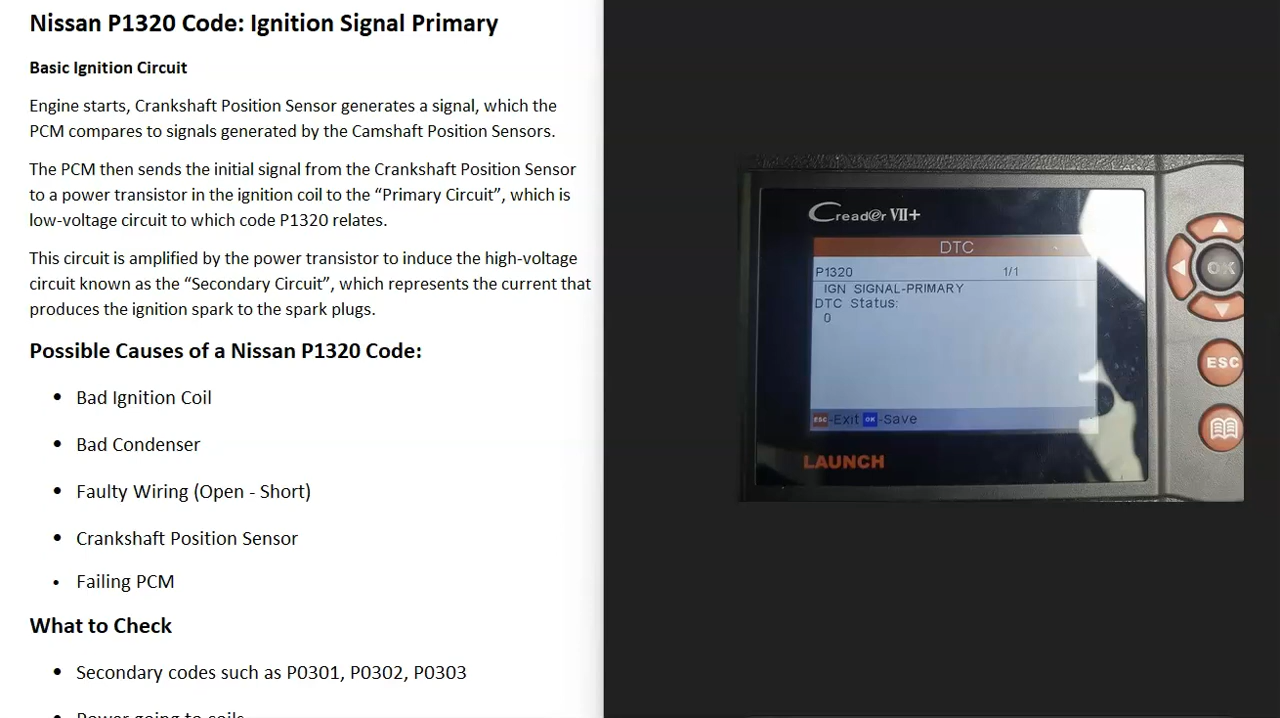 Nissan P1320 Code: Ignition Signal Primary
Basic Ignition Circuit
Engine starts, Crankshaft Position Sensor generates a signal, which the
PCM compares to signals generated by the Camshaft Position Sensors.
The PCM then sends the initial signal from the Crankshaft Position Sensor
to a power transistor in the ignition coil to the “Primary Circuit”, which is
low-voltage circuit to which code P1320 relates.
This circuit is amplified by the power transistor to induce the high-voltage
circuit known as the “Secondary Circuit”, which represents the current that
produces the ignition spark to the spark plugs.
Possible Causes of a Nissan P1320 Code:
• Bad Ignition Coil
• Bad Condenser
• Faulty Wiring (Open - Short)
• Crankshaft Position Sensor
• Failing PCM
What to Check
• Secondary codes such as P0301, P0302, P0303
Power going to coils
Creader VII+
DTC
P1320 1/1
IGN SIGNAL-PRIMARY
DTC Status:
0
ESC-Exit OK-Save
LAUNCH
OK
ESC